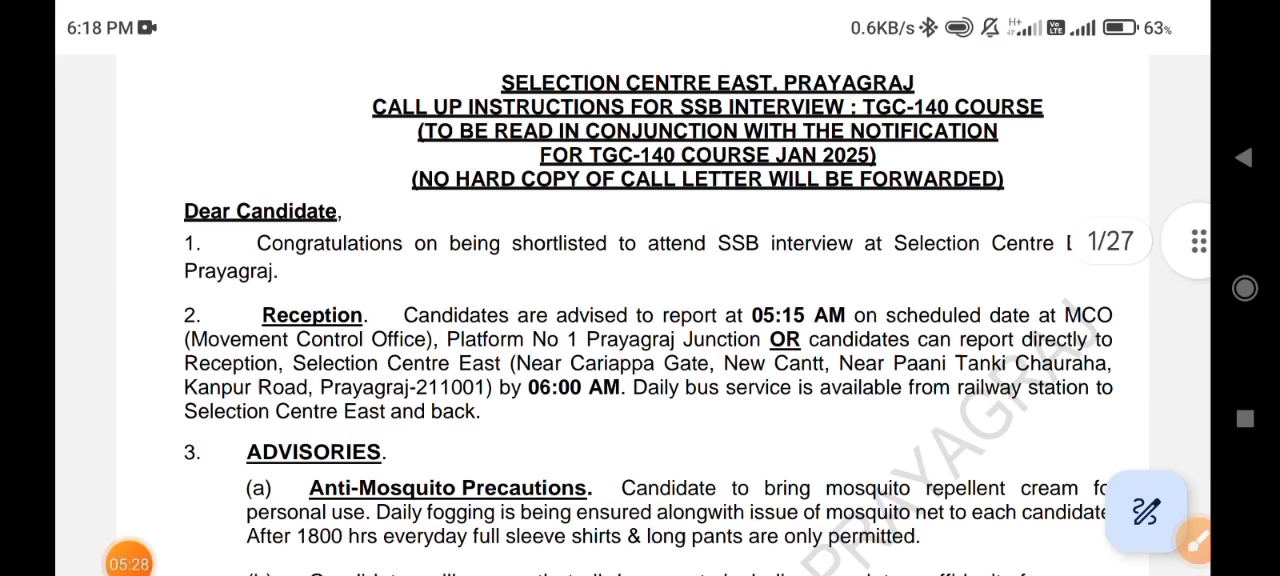 6:18 PM
0.6KB/s H+ Vo LTE 63%
SELECTION CENTRE EAST, PRAYAGRAJ
CALL UP INSTRUCTIONS FOR SSB INTERVIEW : TGC-140 COURSE
(TO BE READ IN CONJUNCTION WITH THE NOTIFICATION
FOR TGC-140 COURSE JAN 2025)
(NO HARD COPY OF CALL LETTER WILL BE FORWARDED)
Dear Candidate,
1. Congratulations on being shortlisted to attend SSB interview at Selection Centre
1/27
Prayagraj.
2. Reception. Candidates are advised to report at 05:15 AM on scheduled date at MCO
(Movement Control Office), Platform No 1 Prayagraj Junction OR candidates can report directly to
Reception, Selection Centre East (Near Cariappa Gate, New Cantt, Near Paani Tanki Chauraha,
Kanpur Road, Prayagraj-211001) by 06:00 AM. Daily bus service is available from railway station to
Selection Centre East and back.
3. ADVISORIES.
(a) Anti-Mosquito Precautions. Candidate to bring mosquito repellent cream
personal use. Daily fogging is being ensured alongwith issue of mosquito net to each candidate
After 1800 hrs everyday full sleeve shirts & long pants are only permitted.
PRAYAGRAJ
05:28